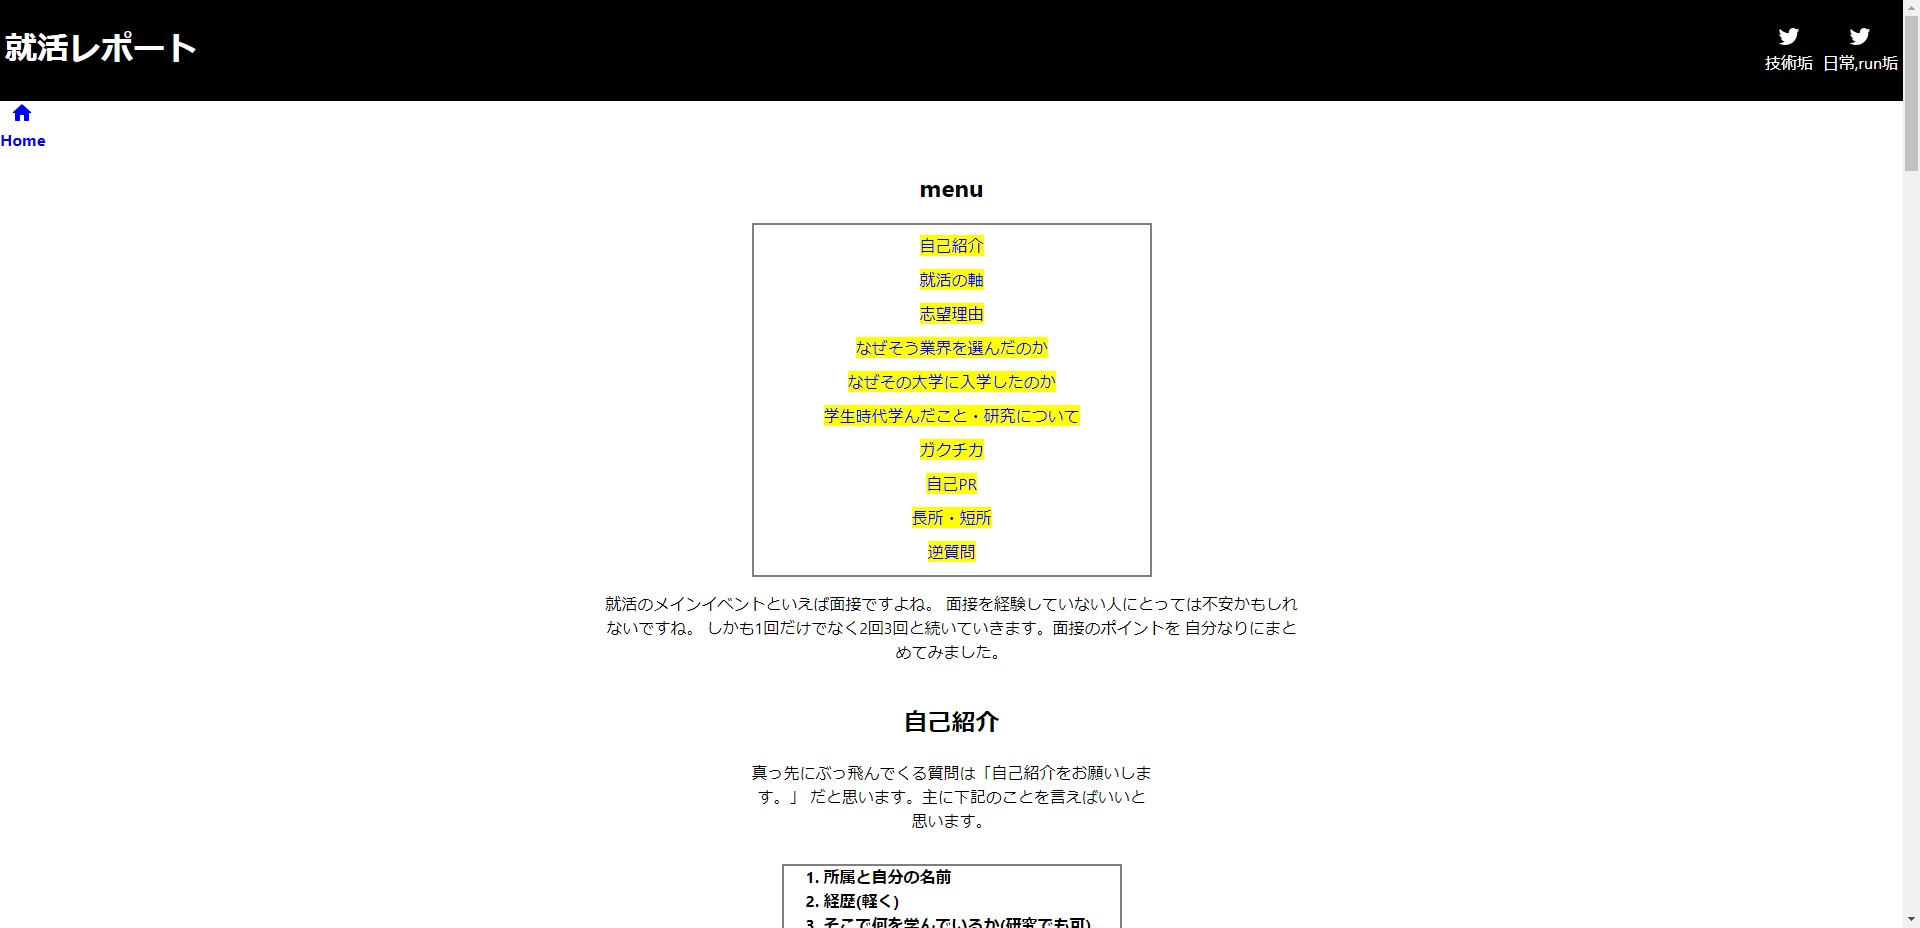 就活レポート
技術垢
日常,run垢
Home
menu
自己紹介
就活の軸
志望理由
なぜそう業界を選んだのか
なぜその大学に入学したのか
学生時代学んだこと・研究について
ガクチカ
自己PR
長所・短所
逆質問
就活のメインイベントといえば面接ですよね。 面接を経験していない人にとっては不安かもしれ
ないですね。 しかも1回だけでなく2回3回と続いていきます。面接のポイントを 自分なりにまと
めてみました。
自己紹介
真っ先にぶっ飛んでくる質問は「自己紹介をお願いしま
す。」 だと思います。主に下記のことを言えばいいと
思います。
1. 所属と自分の名前
2. 経歴(軽く)
3. そこで何を学んでいるか(研究でも可)